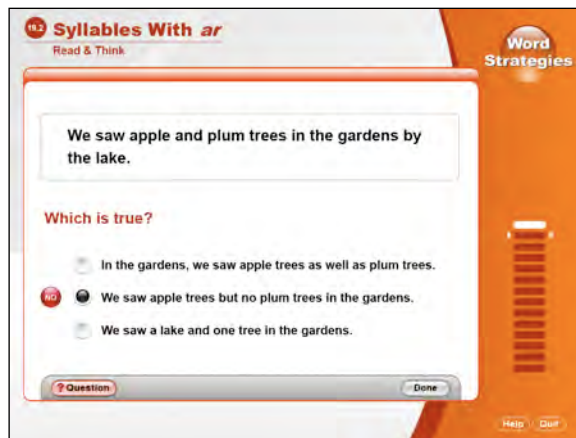 19.2 Syllables With ar
Read & Think
Word
Strategies
We saw apple and plum trees in the gardens by
the lake.
Which is true?
In the gardens, we saw apple trees as well as plum trees.
NO We saw apple trees but no plum trees in the gardens.
We saw a lake and one tree in the gardens.
? Question
Done
Help Quit